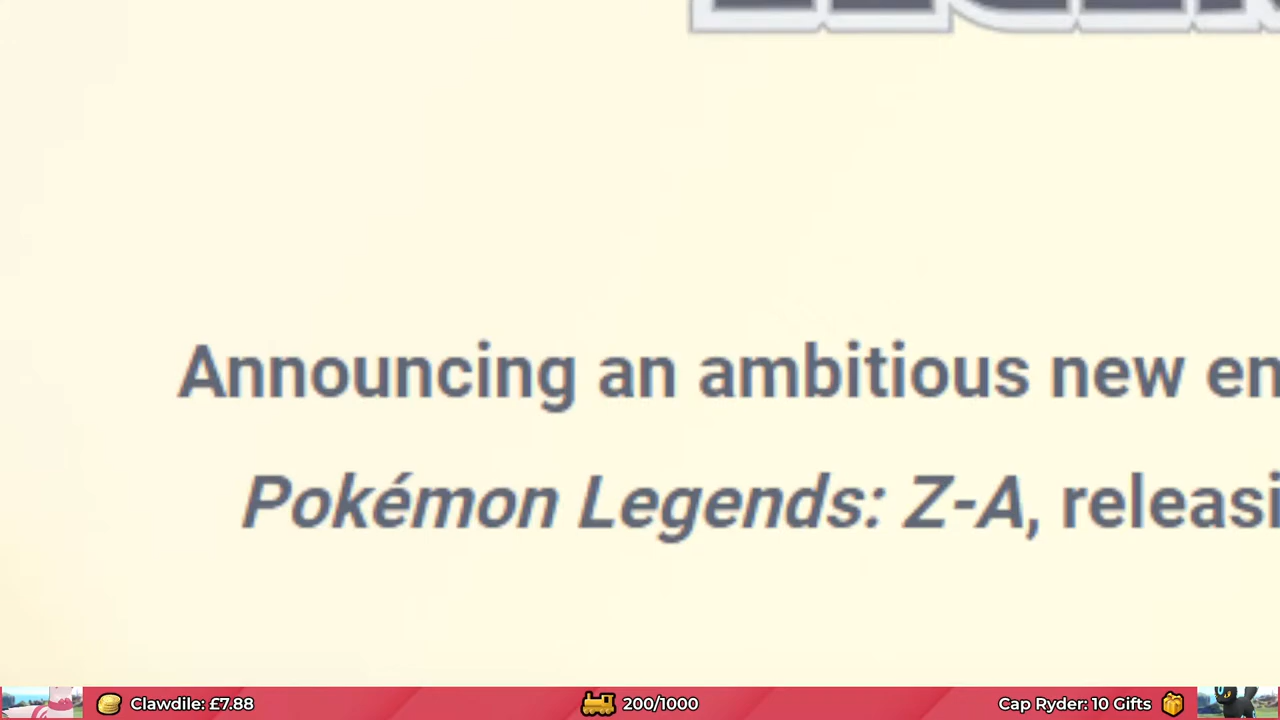 Announcing an ambitious new en
Pokémon Legends: Z-A, releasi
Clawdile: £7.88
200/1000
Cap Ryder: 10 Gifts